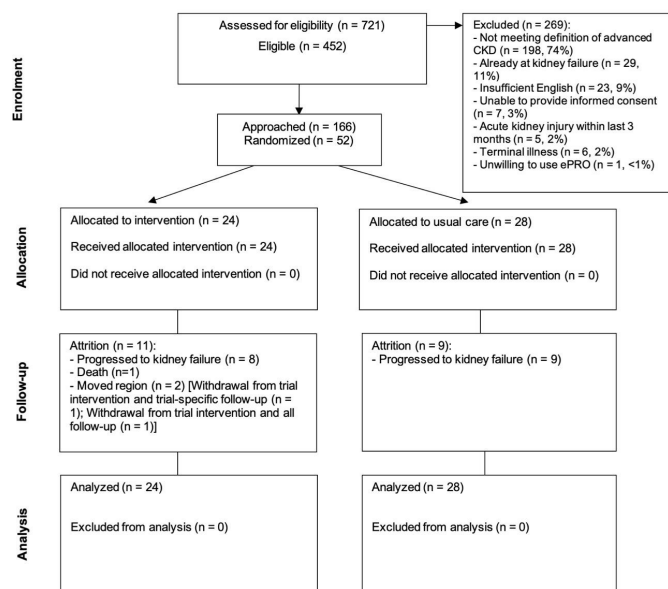 Enrolment
Assessed for eligibility (n = 721)
Eligible (n = 452)
Excluded (n = 269):
- Not meeting definition of advanced
CKD (n = 198, 74%)
- Already at kidney failure (n = 29,
11%)
- Insufficient English (n = 23, 9%)
- Unable to provide informed consent
(n = 7, 3%)
- Acute kidney injury within last 3
months (n = 5, 2%)
- Terminal illness (n = 6, 2%)
- Unwilling to use ePRO (n = 1, <1%)
Approached (n = 166)
Randomized (n = 52)
Allocation
Allocated to intervention (n = 24)
Received allocated intervention (n = 24)
Did not receive allocated intervention (n = 0)
Allocated to usual care (n = 28)
Received allocated intervention (n = 28)
Did not receive allocated intervention (n = 0)
Follow-up
Attrition (n = 11):
- Progressed to kidney failure (n = 8)
- Death (n=1)
- Moved region (n = 2) [Withdrawal from trial
intervention and trial-specific follow-up (n =
1); Withdrawal from trial intervention and all
follow-up (n = 1)]
Attrition (n = 9):
- Progressed to kidney failure (n = 9)
Analysis
Analyzed (n = 24)
Excluded from analysis (n = 0)
Analyzed (n = 28)
Excluded from analysis (n = 0)